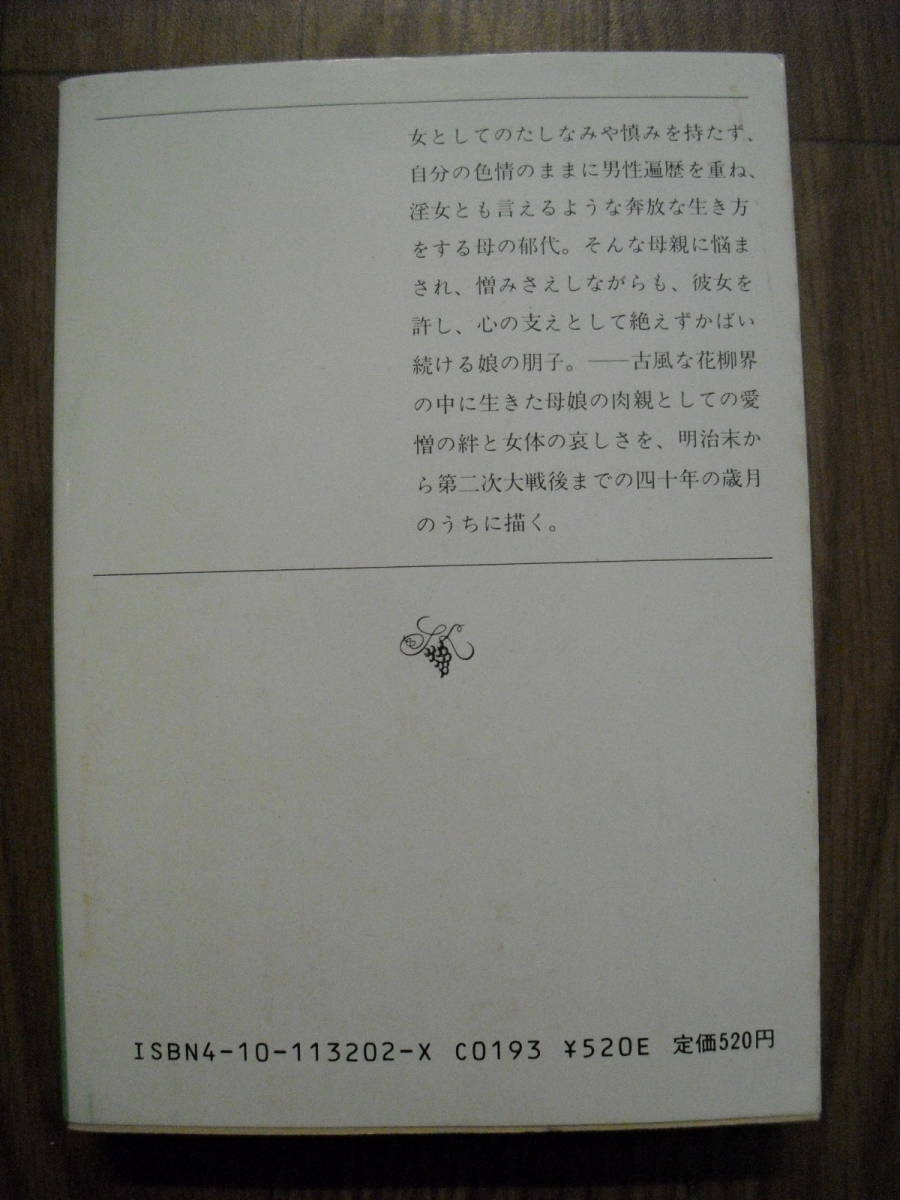 女としてのたしなみや慎みを持たず、
自分の色情のままに男性遍歴を重ね、
淫女とも言えるような奔放な生き方
をする母の郁代。そんな母親に悩ま
され、憎みさえしながらも、彼女を
許し、心の支えとして絶えずかばい
続ける娘の朋子。――古風な花柳界
の中に生きた母娘の肉親としての愛
憎の絆と女体の哀しさを、明治末か
ら第二次大戦後までの四十年の歳月
のうちに描く。
ISBN4-10-113202-X C0193 ¥520E 定価520円